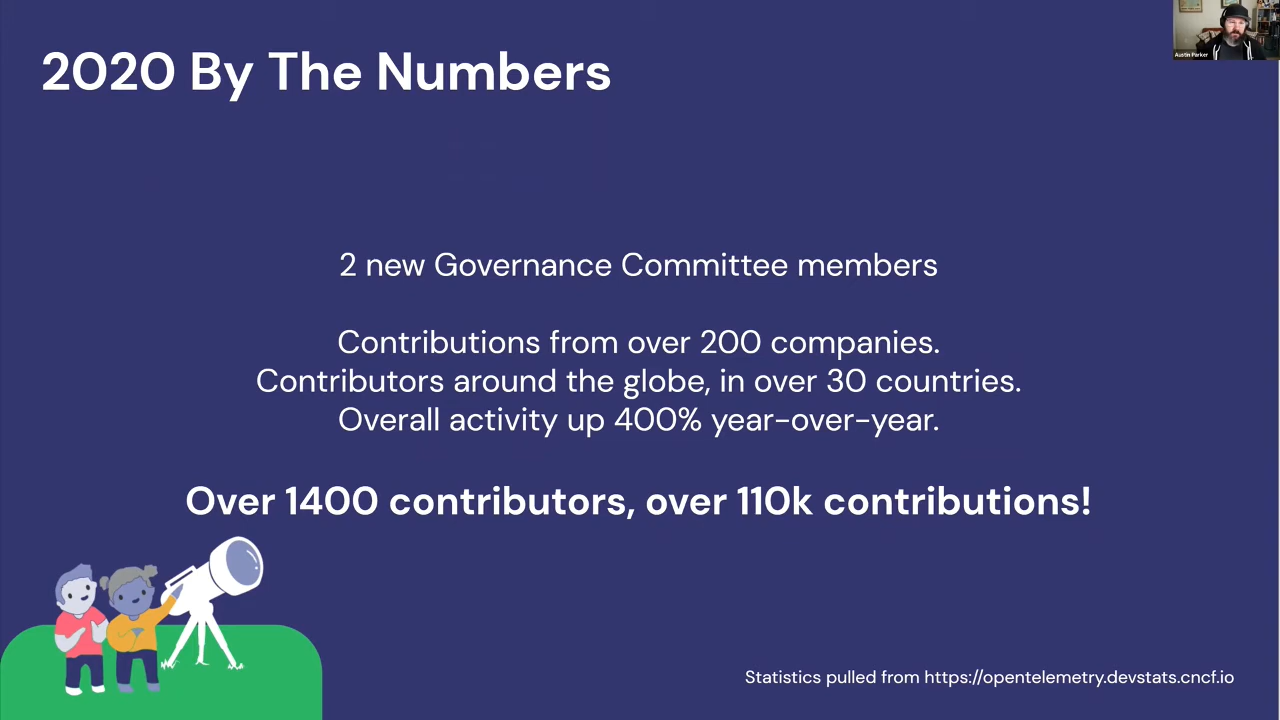 2020 By The Numbers
Austin Parker
2 new Governance Committee members
Contributions from over 200 companies.
Contributors around the globe, in over 30 countries.
Overall activity up 400% year-over-year.
Over 1400 contributors, over 110k contributions!
Statistics pulled from https://opentelemetry.devstats.cncf.io